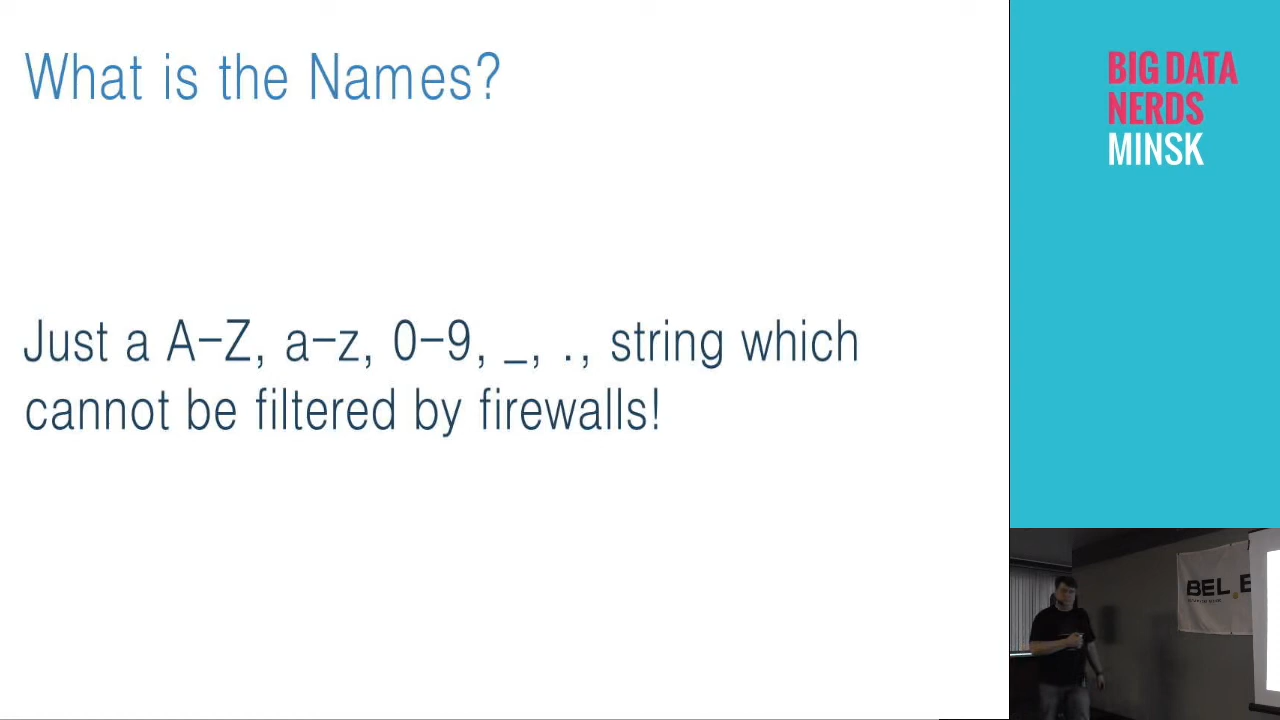 What is the Names?
Just a A-Z, a-z, 0-9, _, ., string which
cannot be filtered by firewalls!
BIG DATA
NERDS
MINSK
BEL.B